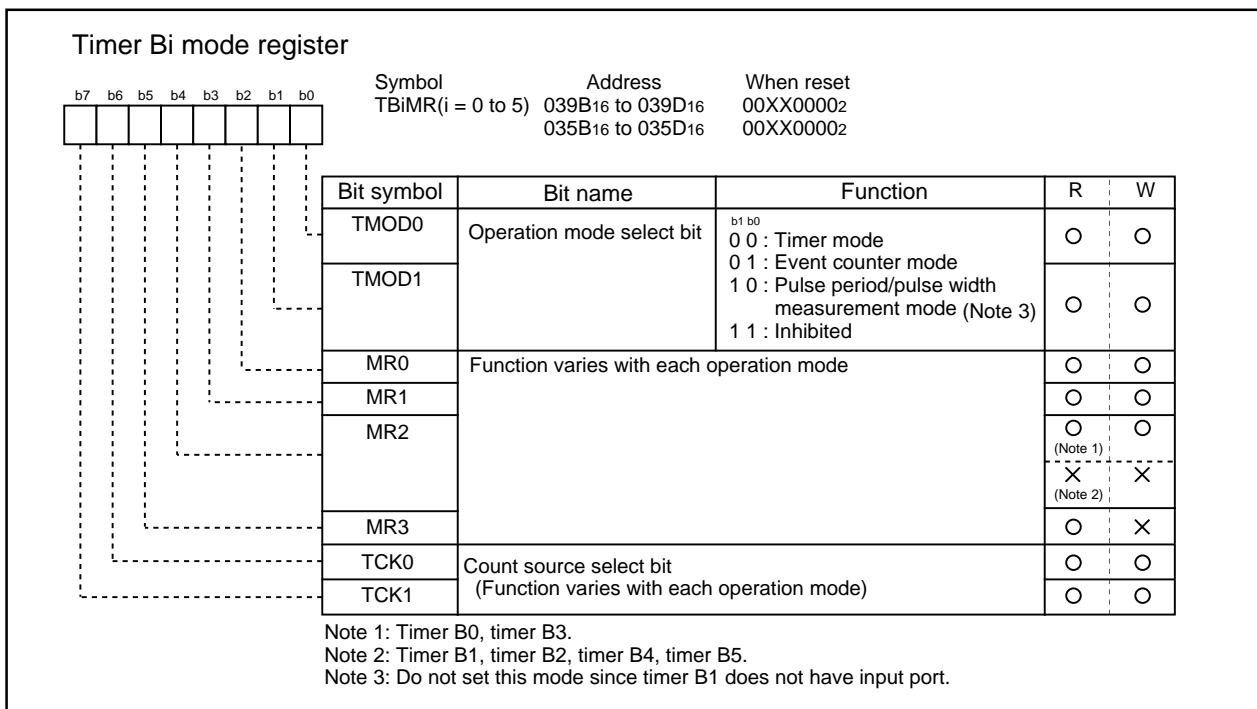 Timer Bi mode register
Symbol Address When reset
TBiMR(i = 0 to 5) 039B16 to 039D16 00XX00002
035B16 to 035D16 00XX00002
b7 b6 b5 b4 b3 b2 b1 b0
Bit symbol Bit name Function R W
TMOD0 Operation mode select bit b1 b0
0 0 : Timer mode
0 1 : Event counter mode
TMOD1 1 0 : Pulse period/pulse width
measurement mode (Note 3)
1 1 : Inhibited
MR0 Function varies with each operation mode
MR1
MR2
(Note 1)
(Note 2)
MR3
TCK0 Count source select bit
TCK1 (Function varies with each operation mode)
Note 1: Timer B0, timer B3.
Note 2: Timer B1, timer B2, timer B4, timer B5.
Note 3: Do not set this mode since timer B1 does not have input port.